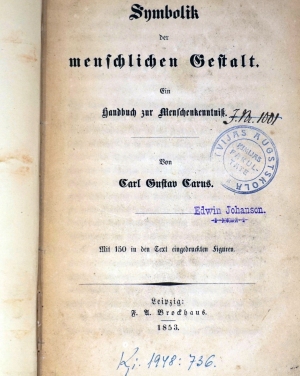 Symbolik
der
menschlichen Gestalt.
Ein
Handbuch zur Menschenkenntniß.
Von
Carl Gustav Carus.
Edwin Johanson.
Mit 150 in den Text eingedruckten Figuren.
Leipzig:
F. A. Brockhaus.
1853.
Kj. 1948: 736.